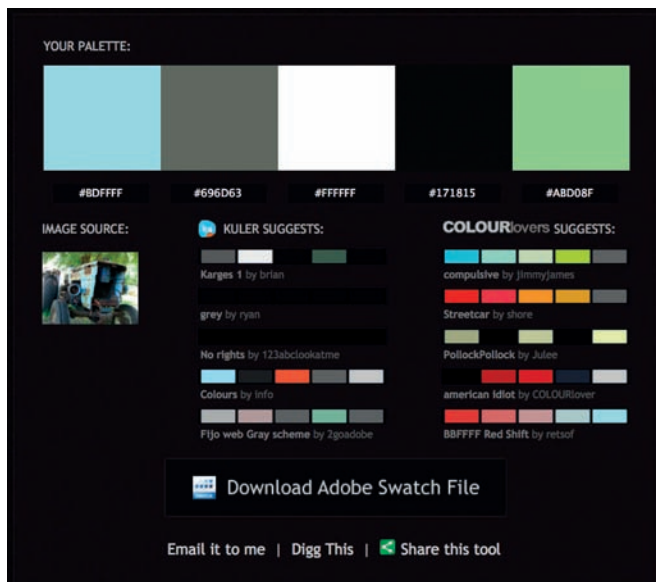 YOUR PALETTE:
#BDFFFF #696D63 #FFFFFF #171815 #ABD08F
IMAGE SOURCE:
KULER SUGGESTS:
Karges 1 by brian
grey by ryan
No rights by 123abclookatme
Colours by info
Fijo web Gray scheme by 2goadobe
COLOURlovers SUGGESTS:
compulsive by jimmyjames
Streetcar by shore
PollockPollock by Julee
american idiot by COLOURlover
BBFFFF Red Shift by retsof
Download Adobe Swatch File
Email it to me | Digg This | Share this tool